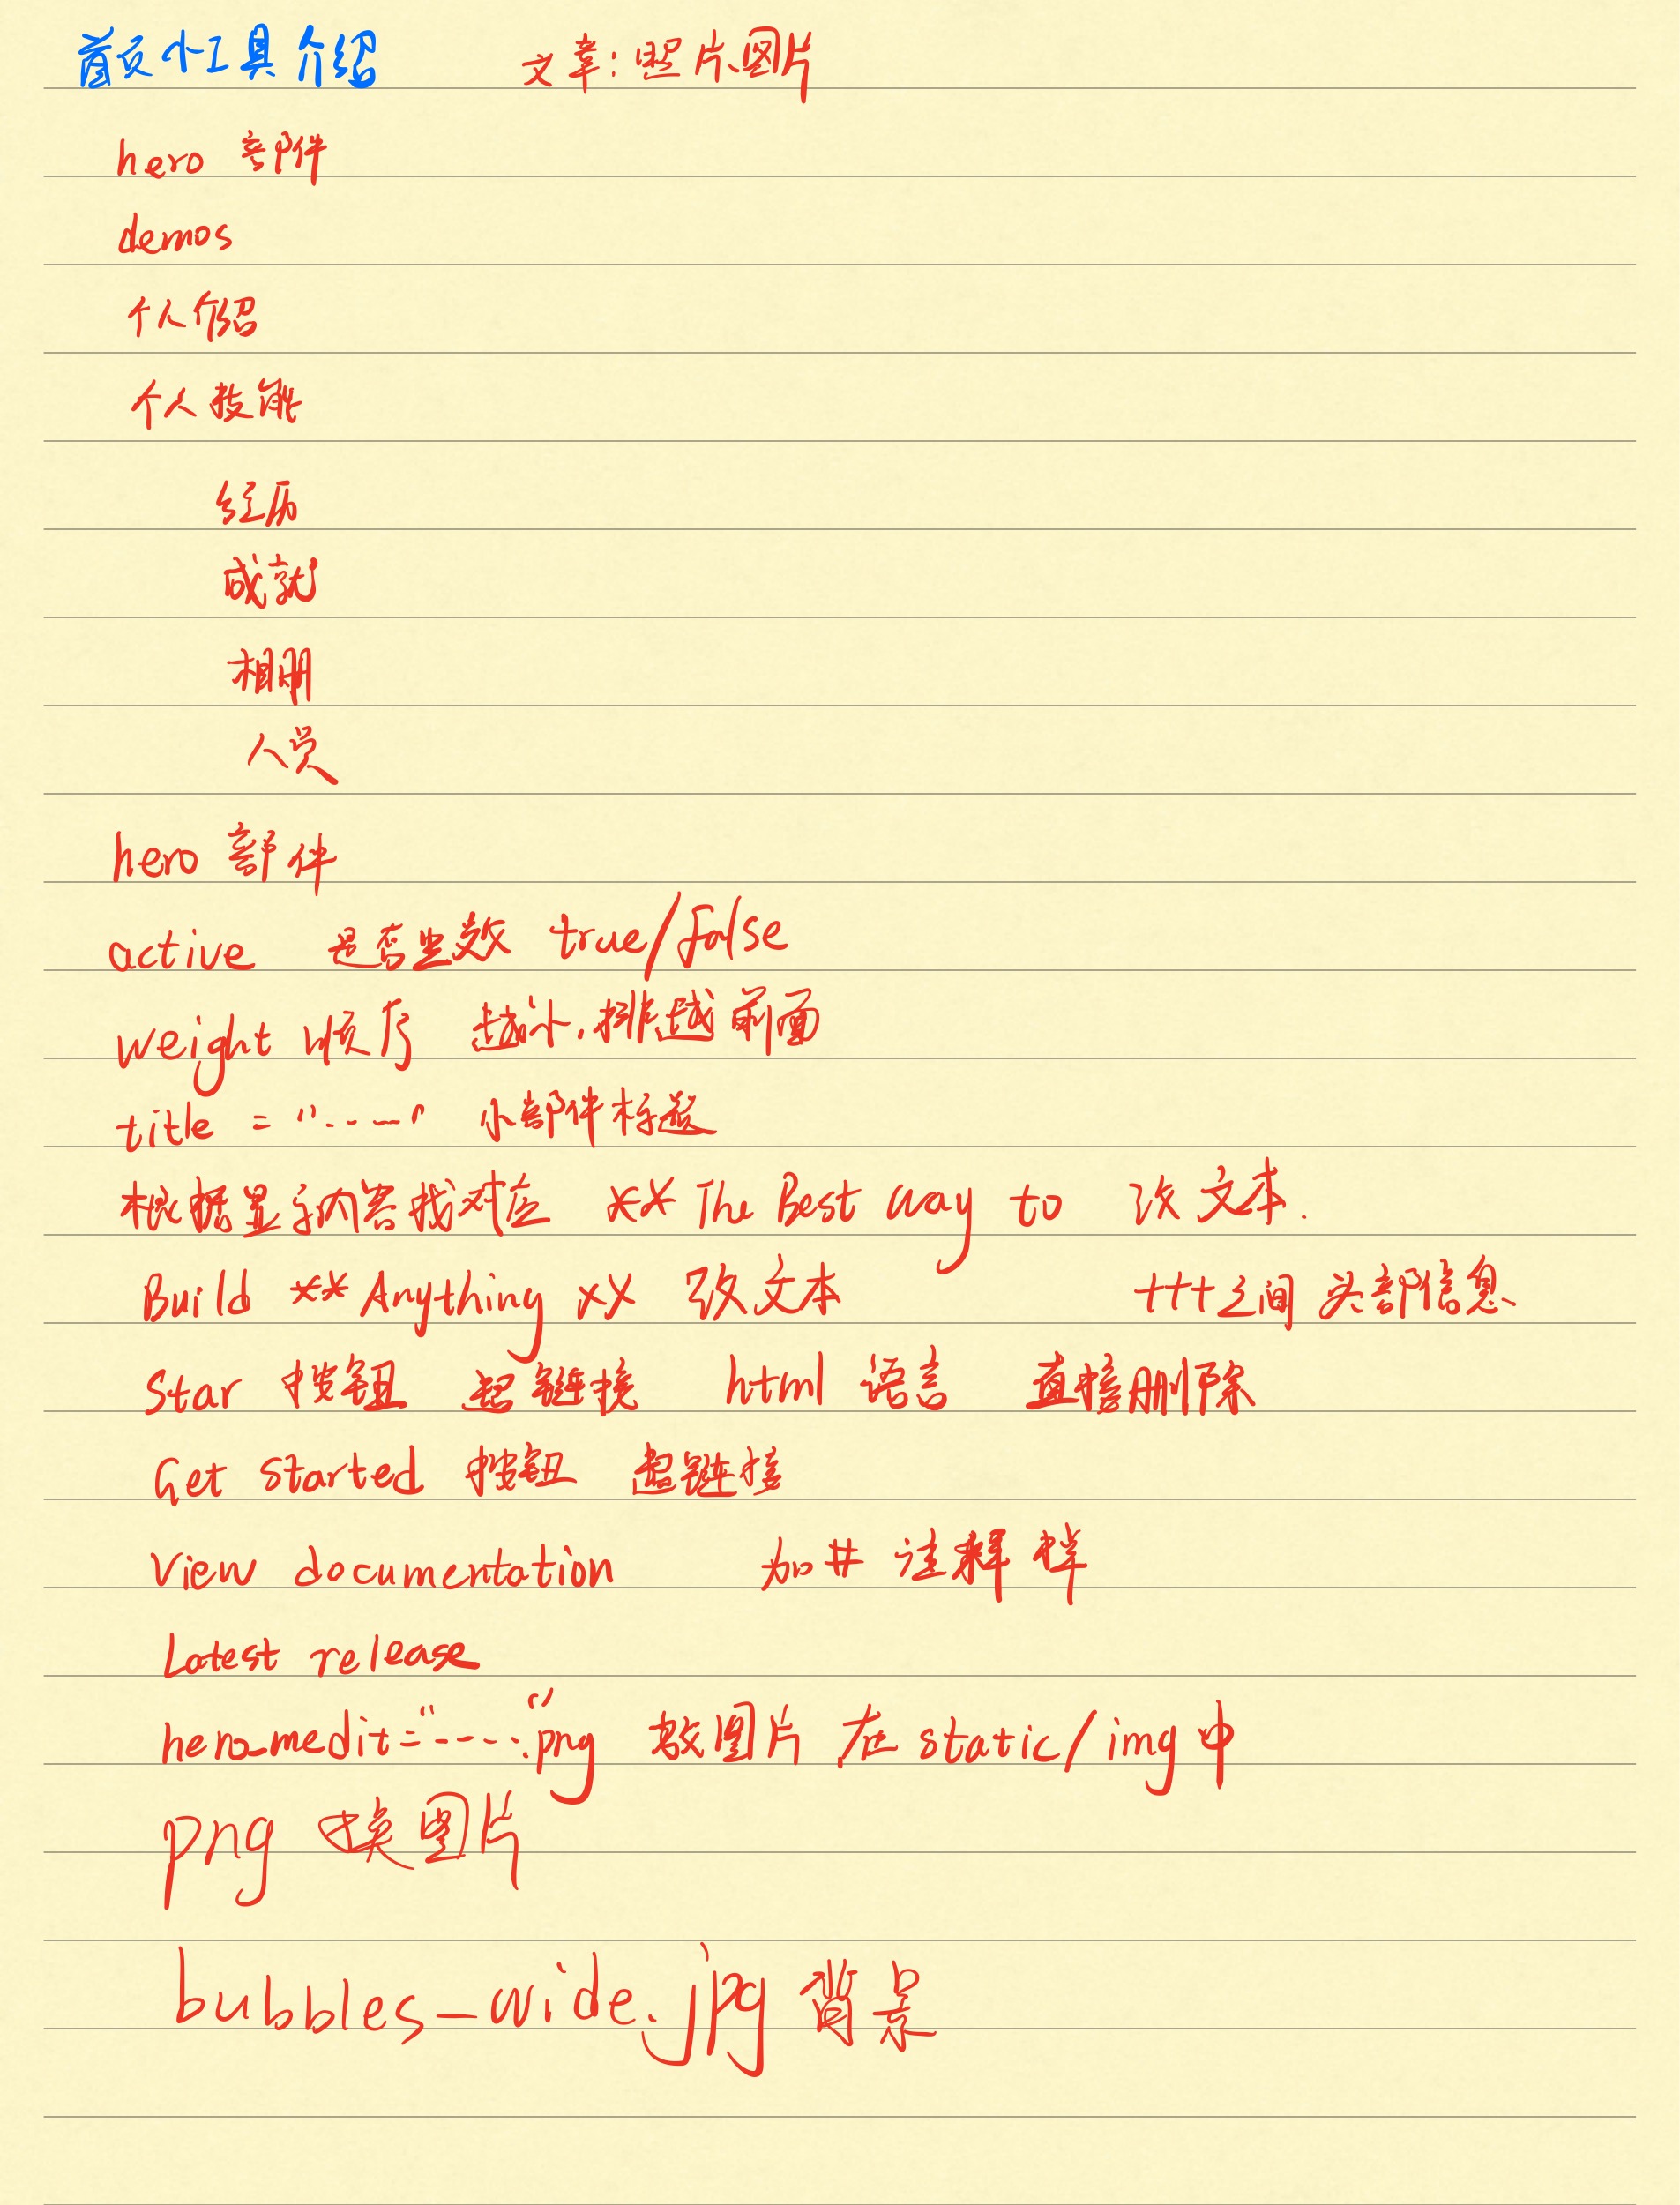 首页小工具介绍 文章:照片、图片
hero 部件
demos
个人介绍
个人技能
经历
成就
相册
人员
hero 部件
active 是否生效 true/false
weight 顺序 越小,排越前面
title = "·----" 小部件标题
根据显示内容找对应 ** The Best way to 改文本.
Build ** Anything ** 改文本 +++之间 头部信息
Star 按钮 超链接 html 语言 直接删除
Get started 按钮 超链接
View documentation 加# 注释掉
Latest release
hero_medit="----."png 放图片 在 static/img 中
png 换图片
bubbles-wide.jpg 背景